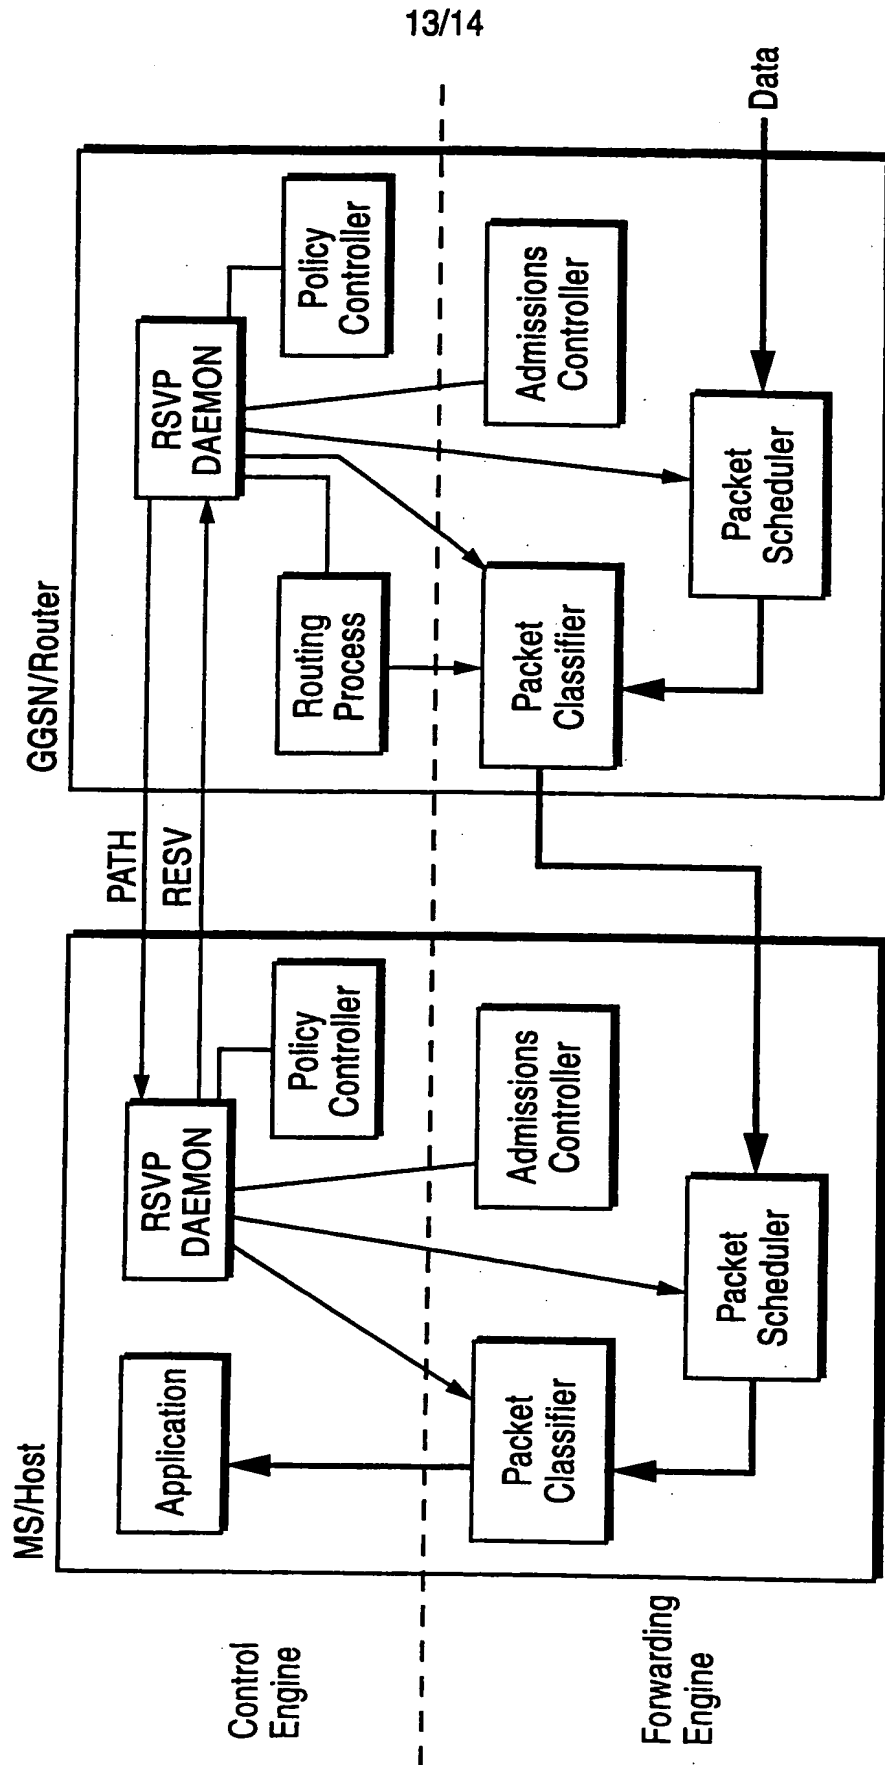 13/14
MS/Host
GGSN/Router
Control
Engine
Application
RSVP
DAEMON
Policy
Controller
PATH
RESV
Routing
Process
RSVP
DAEMON
Policy
Controller
Forwarding
Engine
Packet
Classifier
Admissions
Controller
Packet
Scheduler
Packet
Classifier
Admissions
Controller
Packet
Scheduler
Data